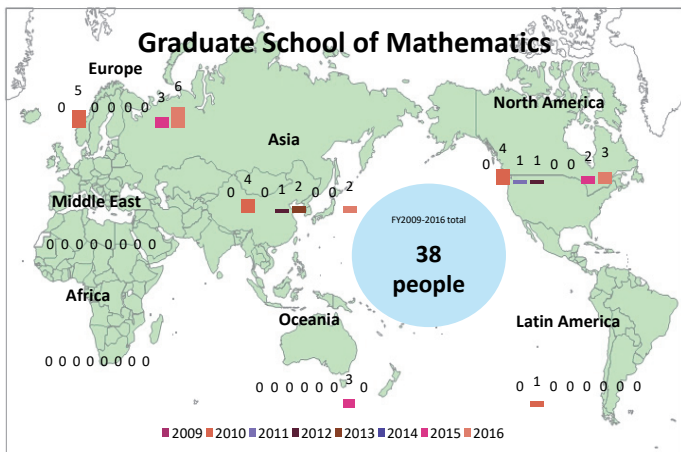 Graduate School of Mathematics
Europe
0 5 0 0 0 0 3 6
North America
0 4 1 1 0 0 2 3
Asia
0 4 0 1 2 0 0 2
Middle East
0 0 0 0 0 0 0 0
FY2009-2016 total
38
people
Africa
0 0 0 0 0 0 0 0
Oceania
0 0 0 0 0 0 3 0
Latin America
0 1 0 0 0 0 0 0
2009 2010 2011 2012 2013 2014 2015 2016